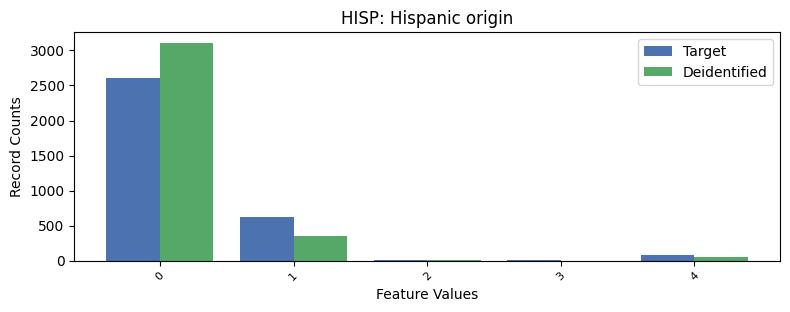 HISP: Hispanic origin
Target
Deidentified
Record Counts
3000
2500
2000
1500
1000
500
0
0
1
2
3
4
Feature Values